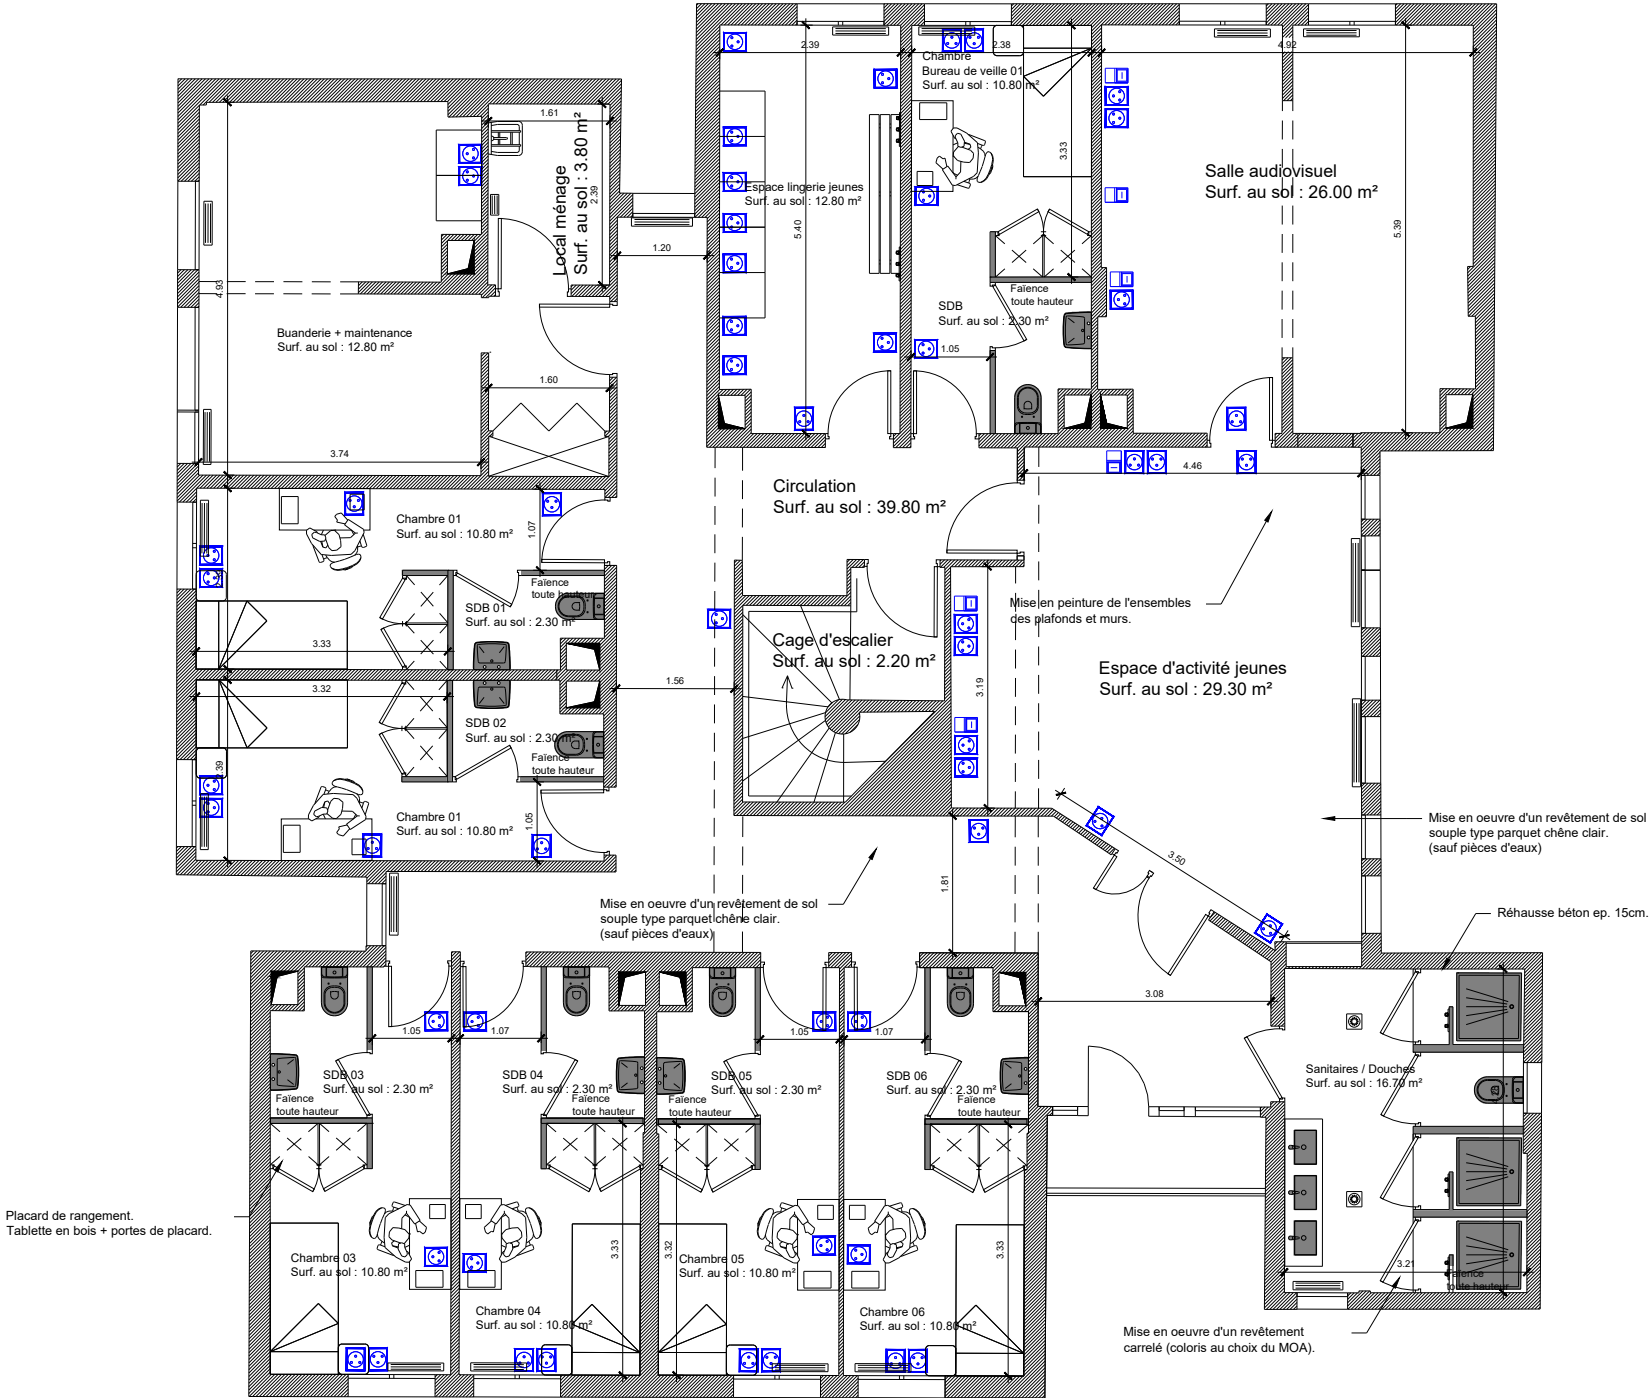 2.39
2.38
4.92
Chambre
Bureau de veille 01
Surf. au sol : 10.80 m²
1.61
Local ménage
Surf. au sol : 3.80 m²
2.39
3.33
Salle audiovisuel
Surf. au sol : 26.00 m²
Espace lingerie jeunes
Surf. au sol : 12.80 m²
5.40
5.39
1.20
4.93
Faïence
toute hauteur
SDB
Surf. au sol : 2.30 m²
Buanderie + maintenance
Surf. au sol : 12.80 m²
1.05
1.60
3.74
4.46
Circulation
Surf. au sol : 39.80 m²
Chambre 01
Surf. au sol : 10.80 m²
1.07
Faïence
toute hauteur
SDB 01
Surf. au sol : 2.30 m²
Mise en peinture de l'ensembles
des plafonds et murs.
3.33
Cage d'escalier
Surf. au sol : 2.20 m²
Espace d'activité jeunes
Surf. au sol : 29.30 m²
3.32
1.56
3.19
SDB 02
Surf. au sol : 2.30 m²
Faïence
toute hauteur
2.39
Chambre 01
Surf. au sol : 10.80 m²
1.05
Mise en oeuvre d'un revêtement de sol
souple type parquet chêne clair.
(sauf pièces d'eaux)
3.50
1.81
Mise en oeuvre d'un revêtement de sol
souple type parquet chêne clair.
(sauf pièces d'eaux)
Réhausse béton ep. 15cm.
3.08
1.05
1.07
1.05
1.07
SDB 03
Surf. au sol : 2.30 m²
Faïence
toute hauteur
SDB 04
Surf. au sol : 2.30 m²
Faïence
toute hauteur
SDB 05
Surf. au sol : 2.30 m²
Faïence
toute hauteur
SDB 06
Surf. au sol : 2.30 m²
Faïence
toute hauteur
Sanitaires / Douches
Surf. au sol : 16.70 m²
Placard de rangement.
Tablette en bois + portes de placard.
Chambre 03
Surf. au sol : 10.80 m²
3.33
3.32
Chambre 05
Surf. au sol : 10.80 m²
3.33
3.21
Faïence
toute hauteur
Chambre 04
Surf. au sol : 10.80 m²
Chambre 06
Surf. au sol : 10.80 m²
Mise en oeuvre d'un revêtement
carrelé (coloris au choix du MOA).